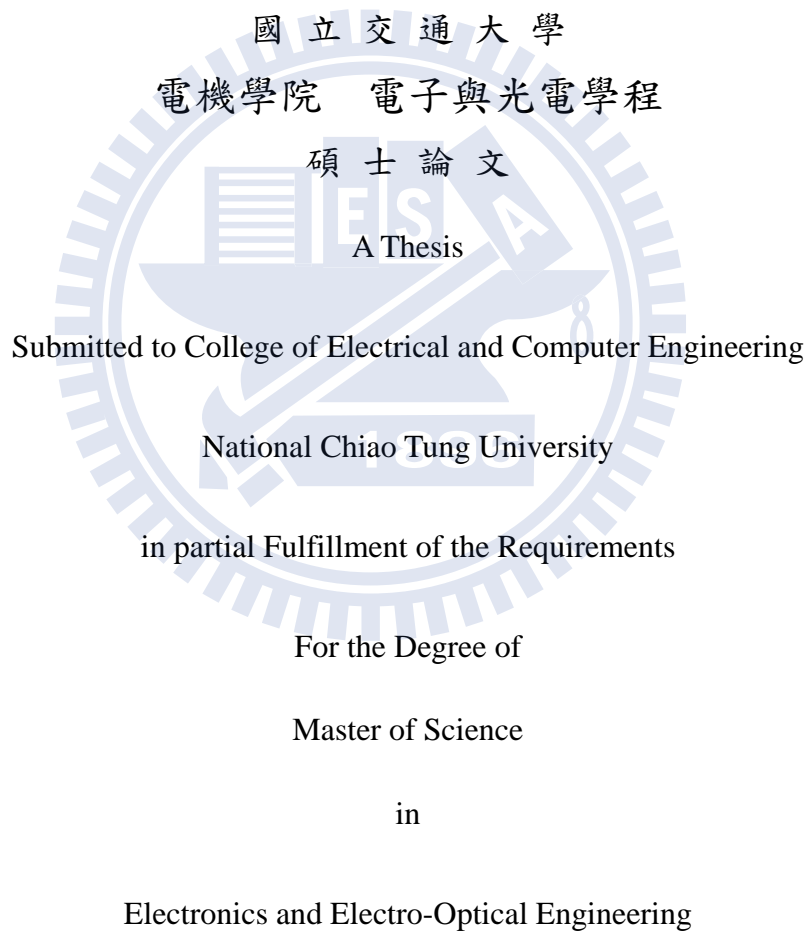 國立交通大學
電機學院 電子與光電學程
碩士論文
A Thesis
Submitted to College of Electrical and Computer Engineering
National Chiao Tung University
in partial Fulfillment of the Requirements
For the Degree of
Master of Science
in
Electronics and Electro-Optical Engineering
E S A
1896